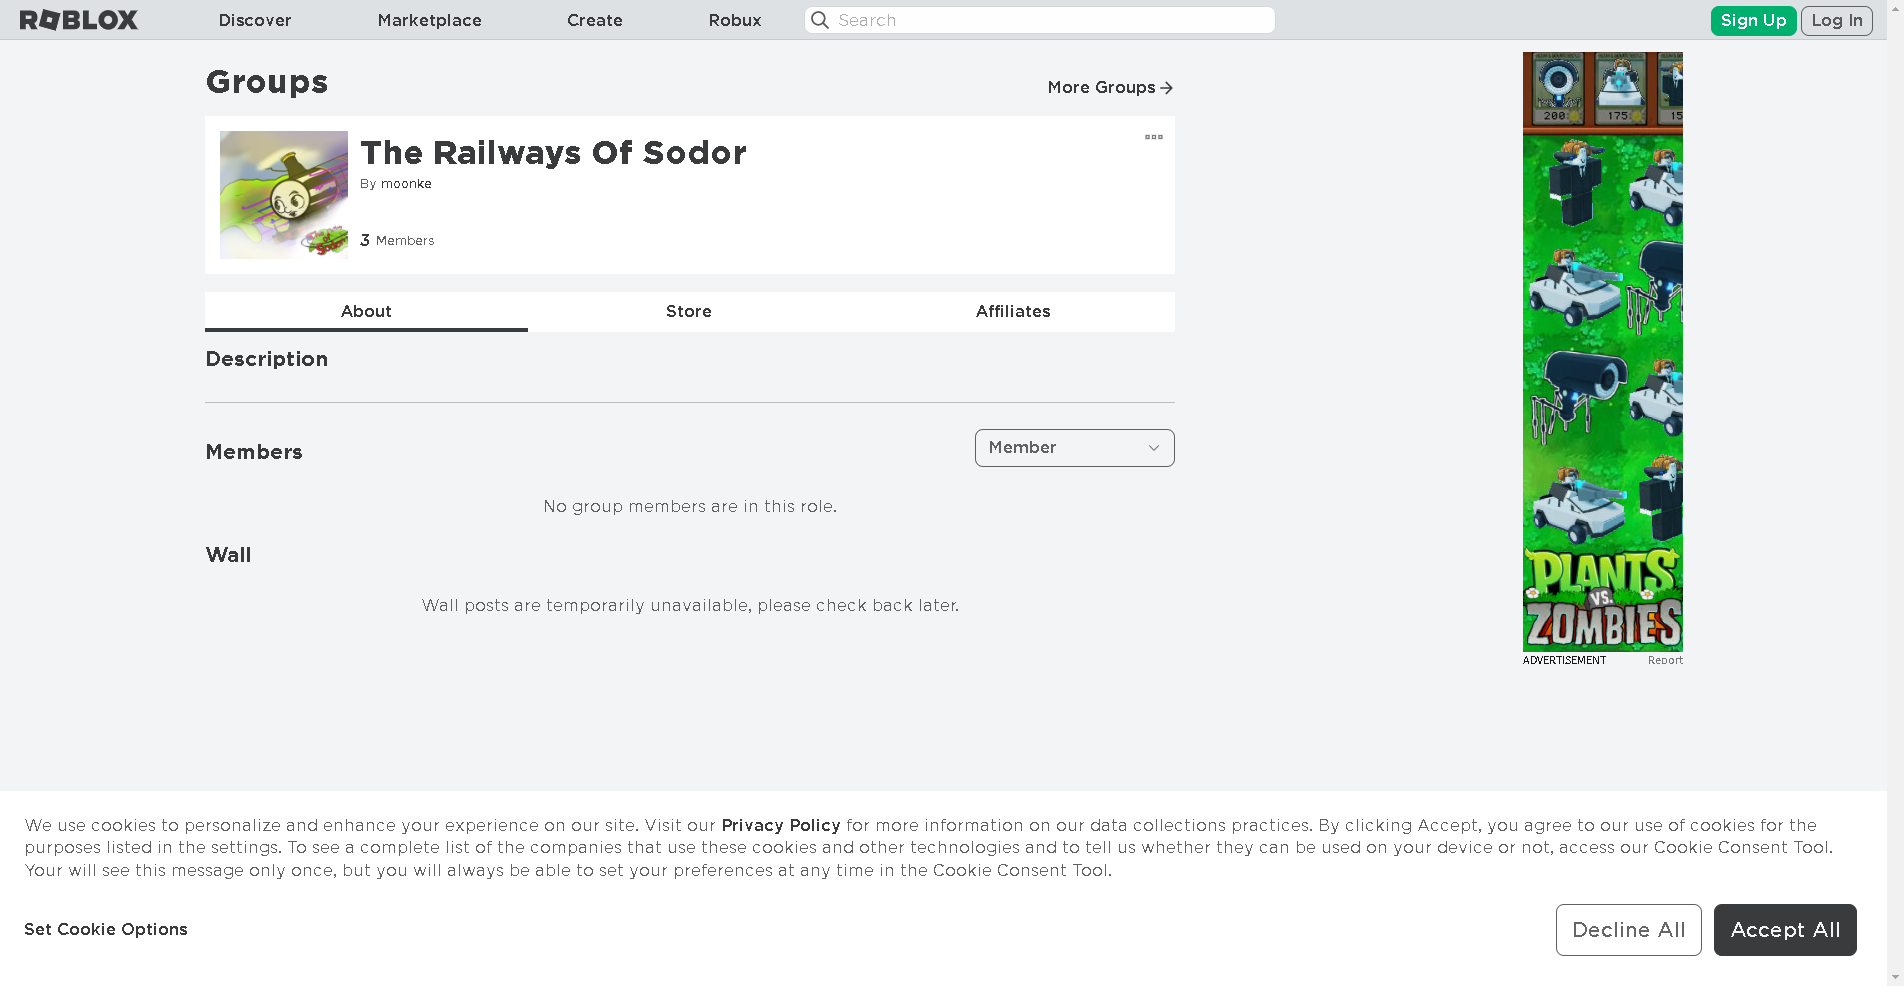 ROBLOX Discover Marketplace Create Robux Search Sign Up Log In
Groups
More Groups
The Railways Of Sodor
By moonke
3 Members
About Store Affiliates
Description
Members
Member
No group members are in this role.
Wall
Wall posts are temporarily unavailable, please check back later.
200
175
15
PLANTS
VS.
ZOMBIES
ADVERTISEMENT Report
We use cookies to personalize and enhance your experience on our site. Visit our Privacy Policy for more information on our data collections practices. By clicking Accept, you agree to our use of cookies for the
purposes listed in the settings. To see a complete list of the companies that use these cookies and other technologies and to tell us whether they can be used on your device or not, access our Cookie Consent Tool.
Your will see this message only once, but you will always be able to set your preferences at any time in the Cookie Consent Tool.
Set Cookie Options
Decline All
Accept All